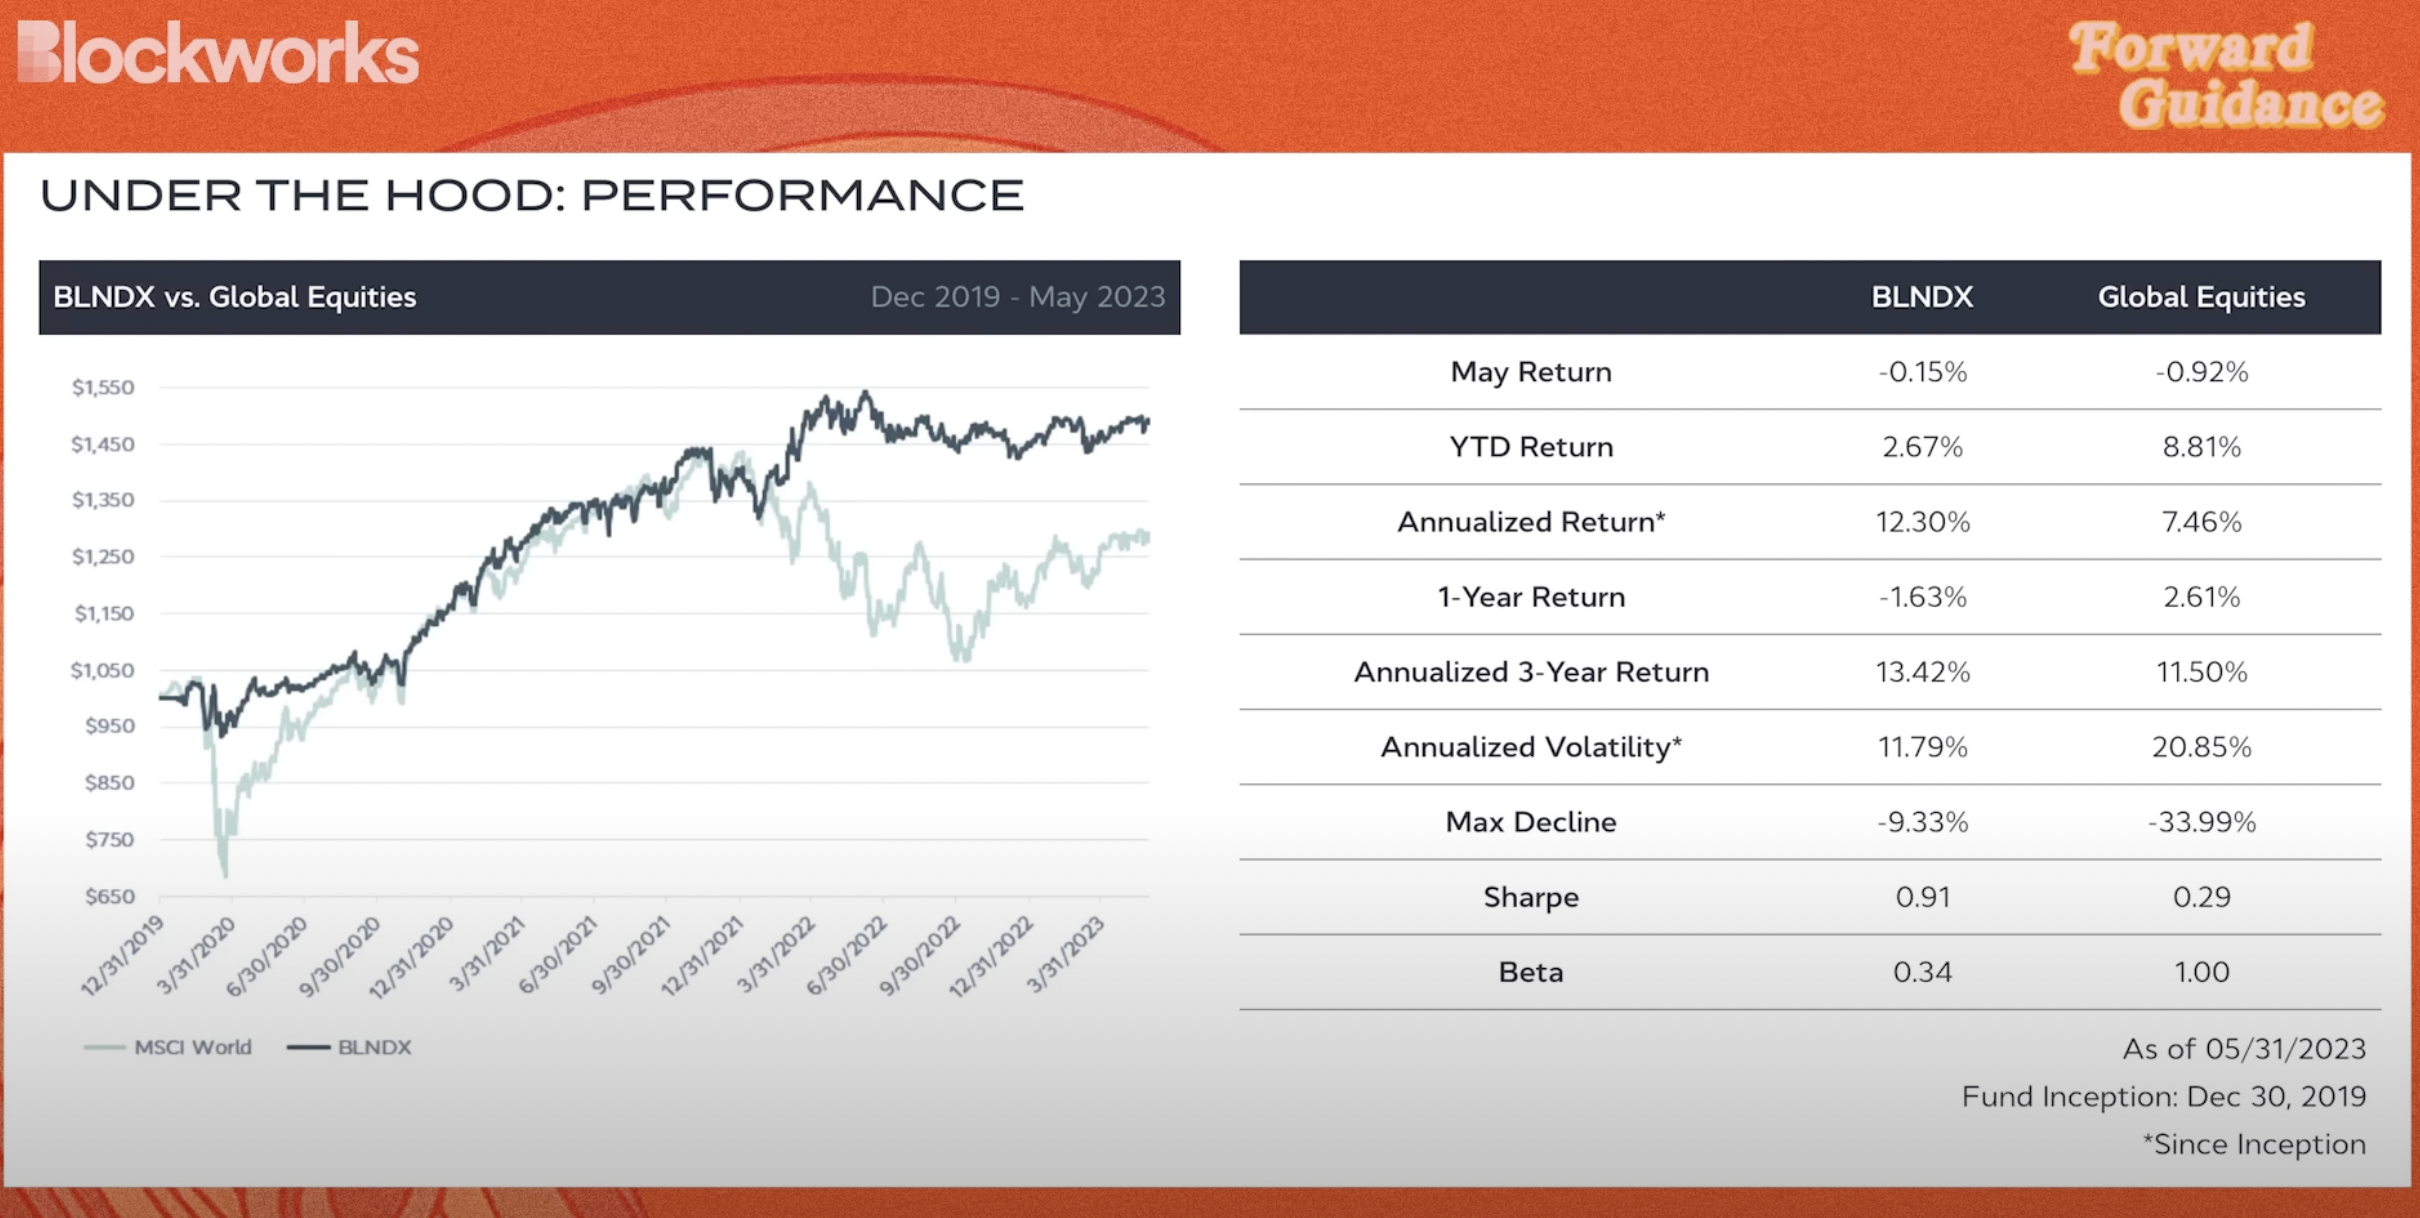 Blockworks
Forward
Guidance
UNDER THE HOOD: PERFORMANCE
BLNDX vs. Global Equities Dec 2019 - May 2023
$1,550
$1,450
$1,350
$1,250
$1,150
$1,050
$950
$850
$750
$650
12/31/2019 3/31/2020 6/30/2020 9/30/2020 12/31/2020 3/31/2021 6/30/2021 9/30/2021 12/31/2021 3/31/2022 6/30/2022 9/30/2022 12/31/2022 3/31/2023
MSCI World BLNDX
BLNDX Global Equities
May Return -0.15% -0.92%
YTD Return 2.67% 8.81%
Annualized Return* 12.30% 7.46%
1-Year Return -1.63% 2.61%
Annualized 3-Year Return 13.42% 11.50%
Annualized Volatility* 11.79% 20.85%
Max Decline -9.33% -33.99%
Sharpe 0.91 0.29
Beta 0.34 1.00
As of 05/31/2023
Fund Inception: Dec 30, 2019
*Since Inception